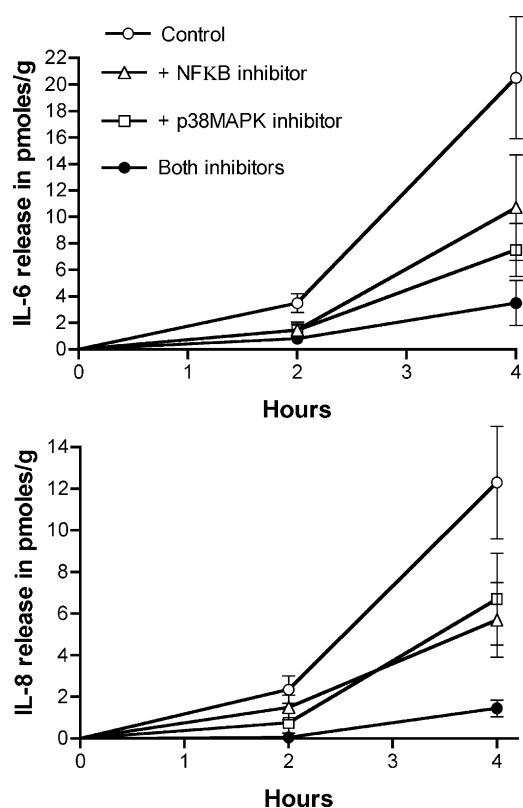 Control
+ NFKB inhibitor
+ p38MAPK inhibitor
Both inhibitors
IL-6 release in pmoles/g
22
20
18
16
14
12
10
8
6
4
2
0
0 1 2 3 4
Hours
IL-8 release in pmoles/g
14
12
10
8
6
4
2
0
0 1 2 3 4
Hours